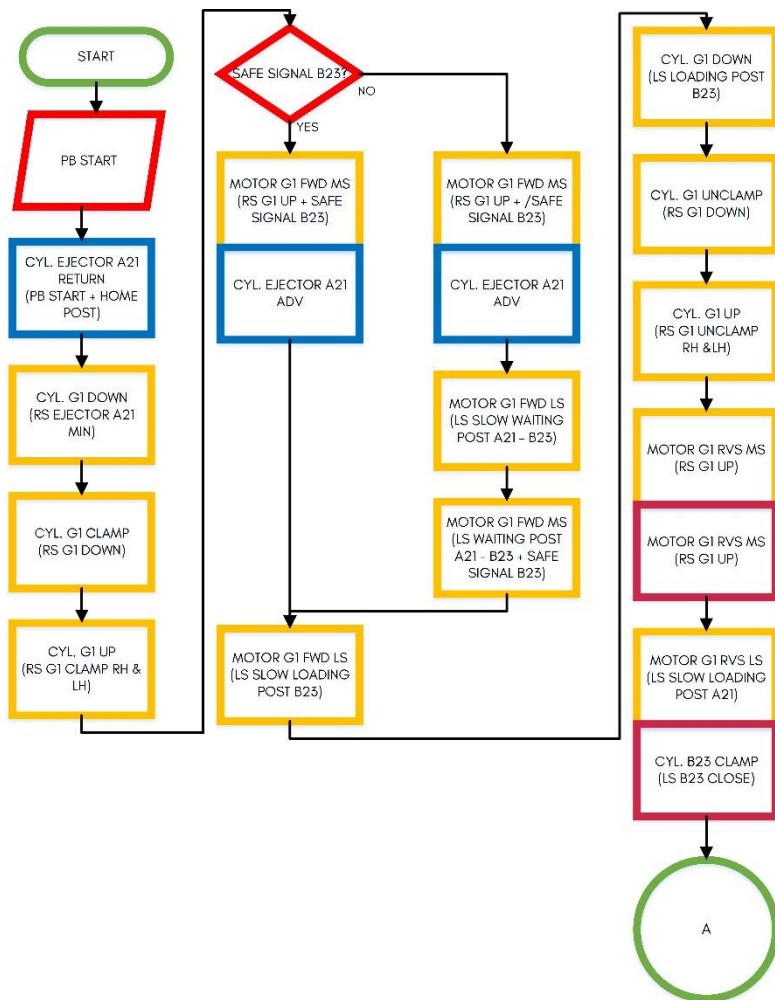 START
PB START
CYL. EJECTOR A21
RETURN
(PB START + HOME
POST)
CYL. G1 DOWN
(RS EJECTOR A21
MIN)
CYL. G1 CLAMP
(RS G1 DOWN)
CYL. G1 UP
(RS G1 CLAMP RH &
LH)
SAFE SIGNAL B23?
NO
YES
MOTOR G1 FWD MS
(RS G1 UP + SAFE
SIGNAL B23)
CYL. EJECTOR A21
ADV
MOTOR G1 FWD MS
(RS G1 UP + /SAFE
SIGNAL B23)
CYL. EJECTOR A21
ADV
MOTOR G1 FWD LS
(LS SLOW WAITING
POST A21 - B23)
MOTOR G1 FWD MS
(LS WAITING POST
A21 - B23 + SAFE
SIGNAL B23)
MOTOR G1 FWD LS
(LS SLOW LOADING
POST B23)
CYL. G1 DOWN
(LS LOADING POST
B23)
CYL. G1 UNCLAMP
(RS G1 DOWN)
CYL. G1 UP
(RS G1 UNCLAMP
RH &LH)
MOTOR G1 RVS MS
(RS G1 UP)
MOTOR G1 RVS MS
(RS G1 UP)
MOTOR G1 RVS LS
(LS SLOW LOADING
POST A21)
CYL. B23 CLAMP
(LS B23 CLOSE)
A